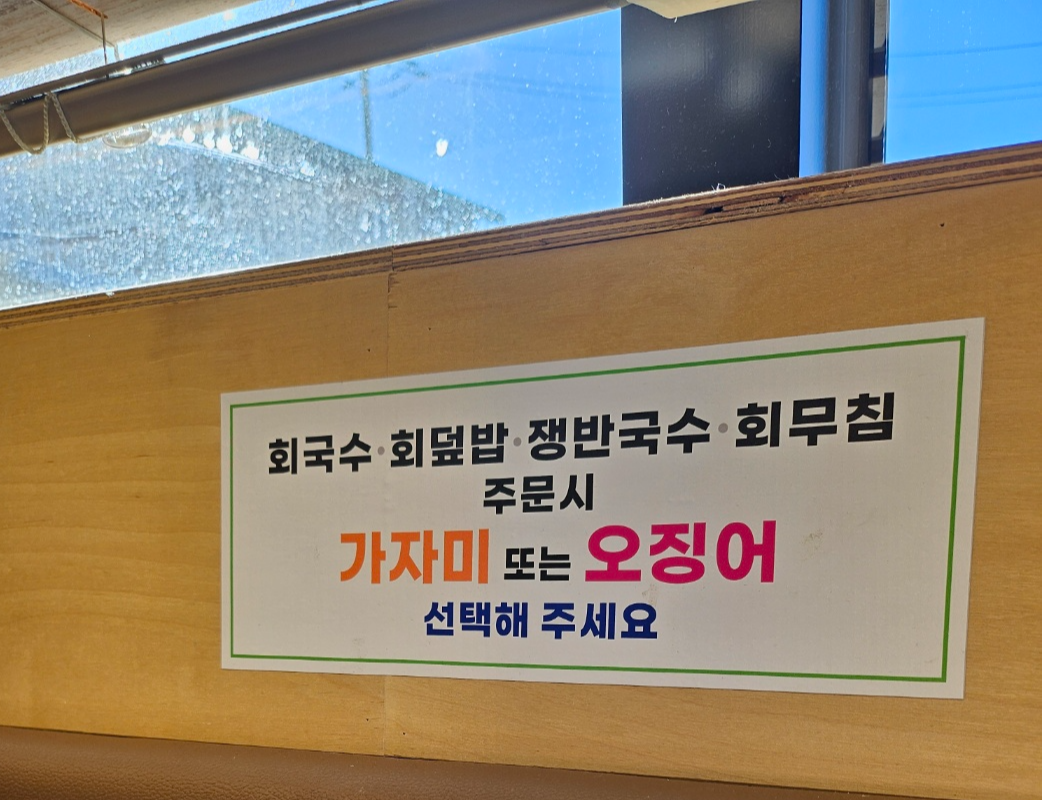 회국수·회덮밥·쟁반국수·회무침
주문시
가자미 또는 오징어
선택해 주세요